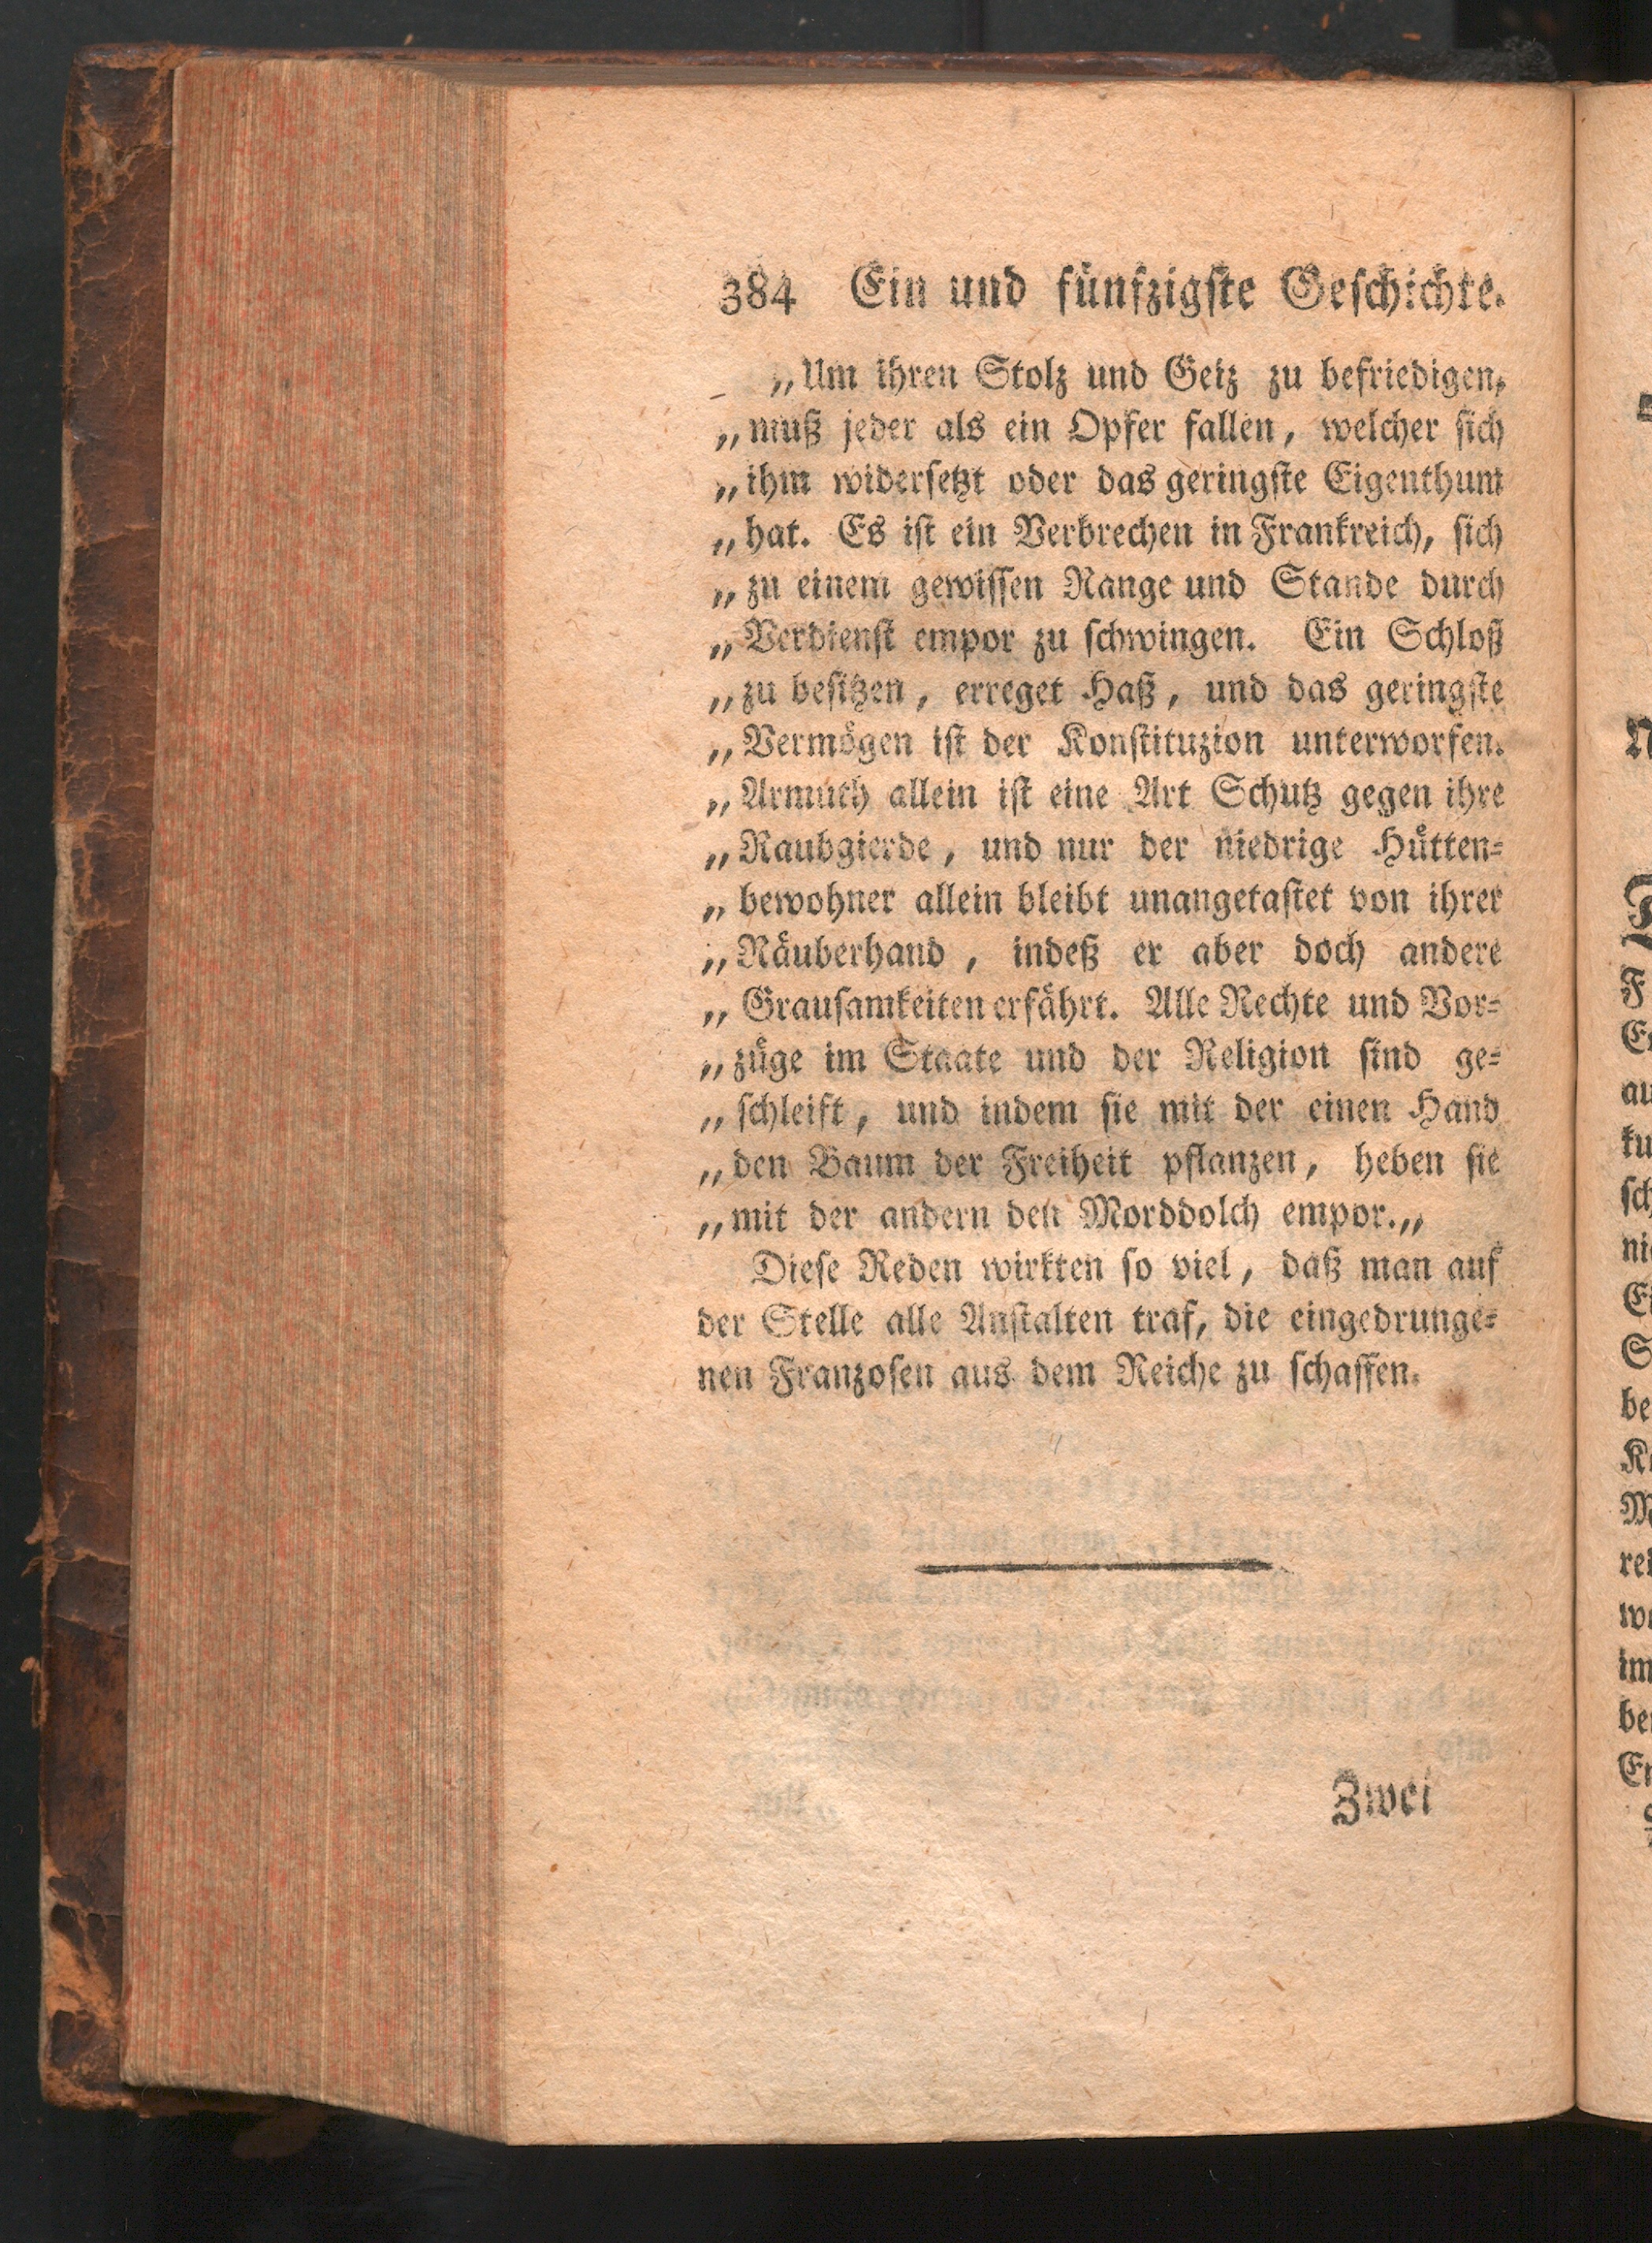 384 Ein und fünfzigste Geschichte.
„Um ihren Stolz und Geiz zu befriedigen,
„muß jeder als ein Opfer fallen, welcher sich
„ihm widersetzt oder das geringste Eigenthum
„hat. Es ist ein Verbrechen in Frankreich, sich
„zu einem gewissen Range und Stande durch
„Verdienst empor zu schwingen. Ein Schloß
„zu besitzen, erreget Haß, und das geringste
„Vermögen ist der Konstituzion unterworfen.
„Armuth allein ist eine Art Schutz gegen ihre
„Raubgierde, und nur der niedrige Hütten-
„bewohner allein bleibt unangetastet von ihrer
„Räuberhand, indeß er aber doch andere
„Grausamkeiten erfährt. Alle Rechte und Vor-
„züge im Staate und der Religion sind ge-
„schleift, und indem sie mit der einen Hand
„den Baum der Freiheit pflanzen, heben sie
„mit der andern den Morddolch empor.„
Diese Reden wirkten so viel, daß man auf
der Stelle alle Anstalten traf, die eingedrunge-
nen Franzosen aus dem Reiche zu schaffen.
Zwei